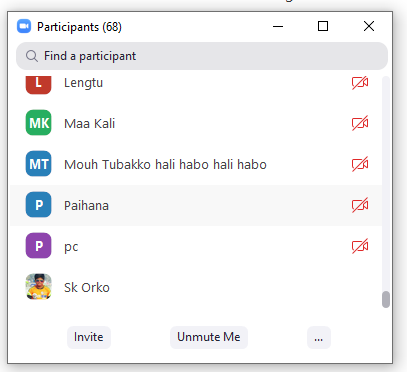 Participants (68)
Find a participant
L Lengtu
MK Maa Kali
MT Mouh Tubakko hali habo hali habo
P Paihana
P pc
Sk Orko
Invite Unmute Me ...